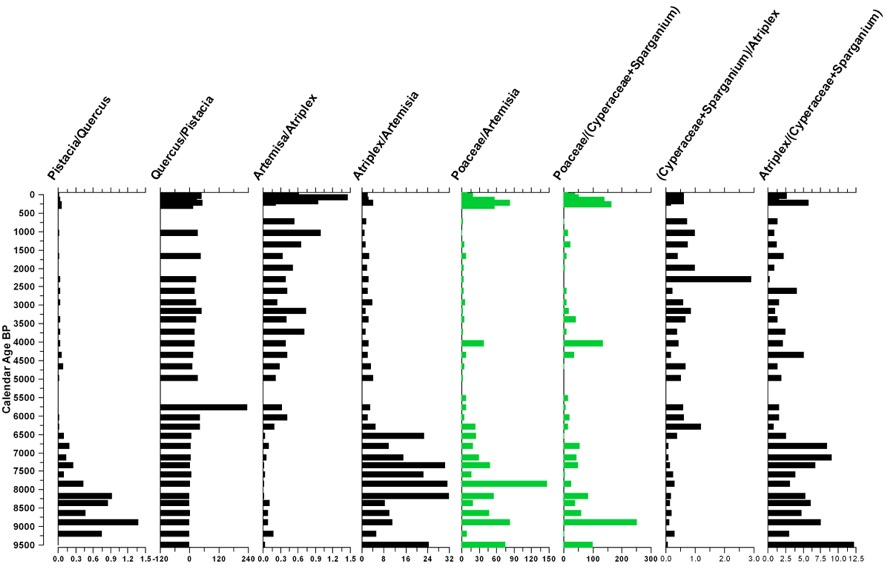 Pistacia/Quercus
Quercus/Pistacia
Artemisa/Atriplex
Atriplex/Artemisia
Poaceae/Artemisia
Poaceae/(Cyperaceae+Sparganium)
(Cyperaceae+Sparganium)/Atriplex
Atriplex/(Cyperaceae+Sparganium)
Calendar Age BP
0
500
1000
1500
2000
2500
3000
3500
4000
4500
5000
5500
6000
6500
7000
7500
8000
8500
9000
9500
0.0 0.3 0.6 0.9 1.2 1.5
-120 0 120 240
0.0 0.3 0.6 0.9 1.2 1.5
0 8 16 24 32
0 30 60 90 120 150
0 100 200 300
0.0 1.0 2.0 3.0
0.0 2.5 5.0 7.5 10.0 12.5